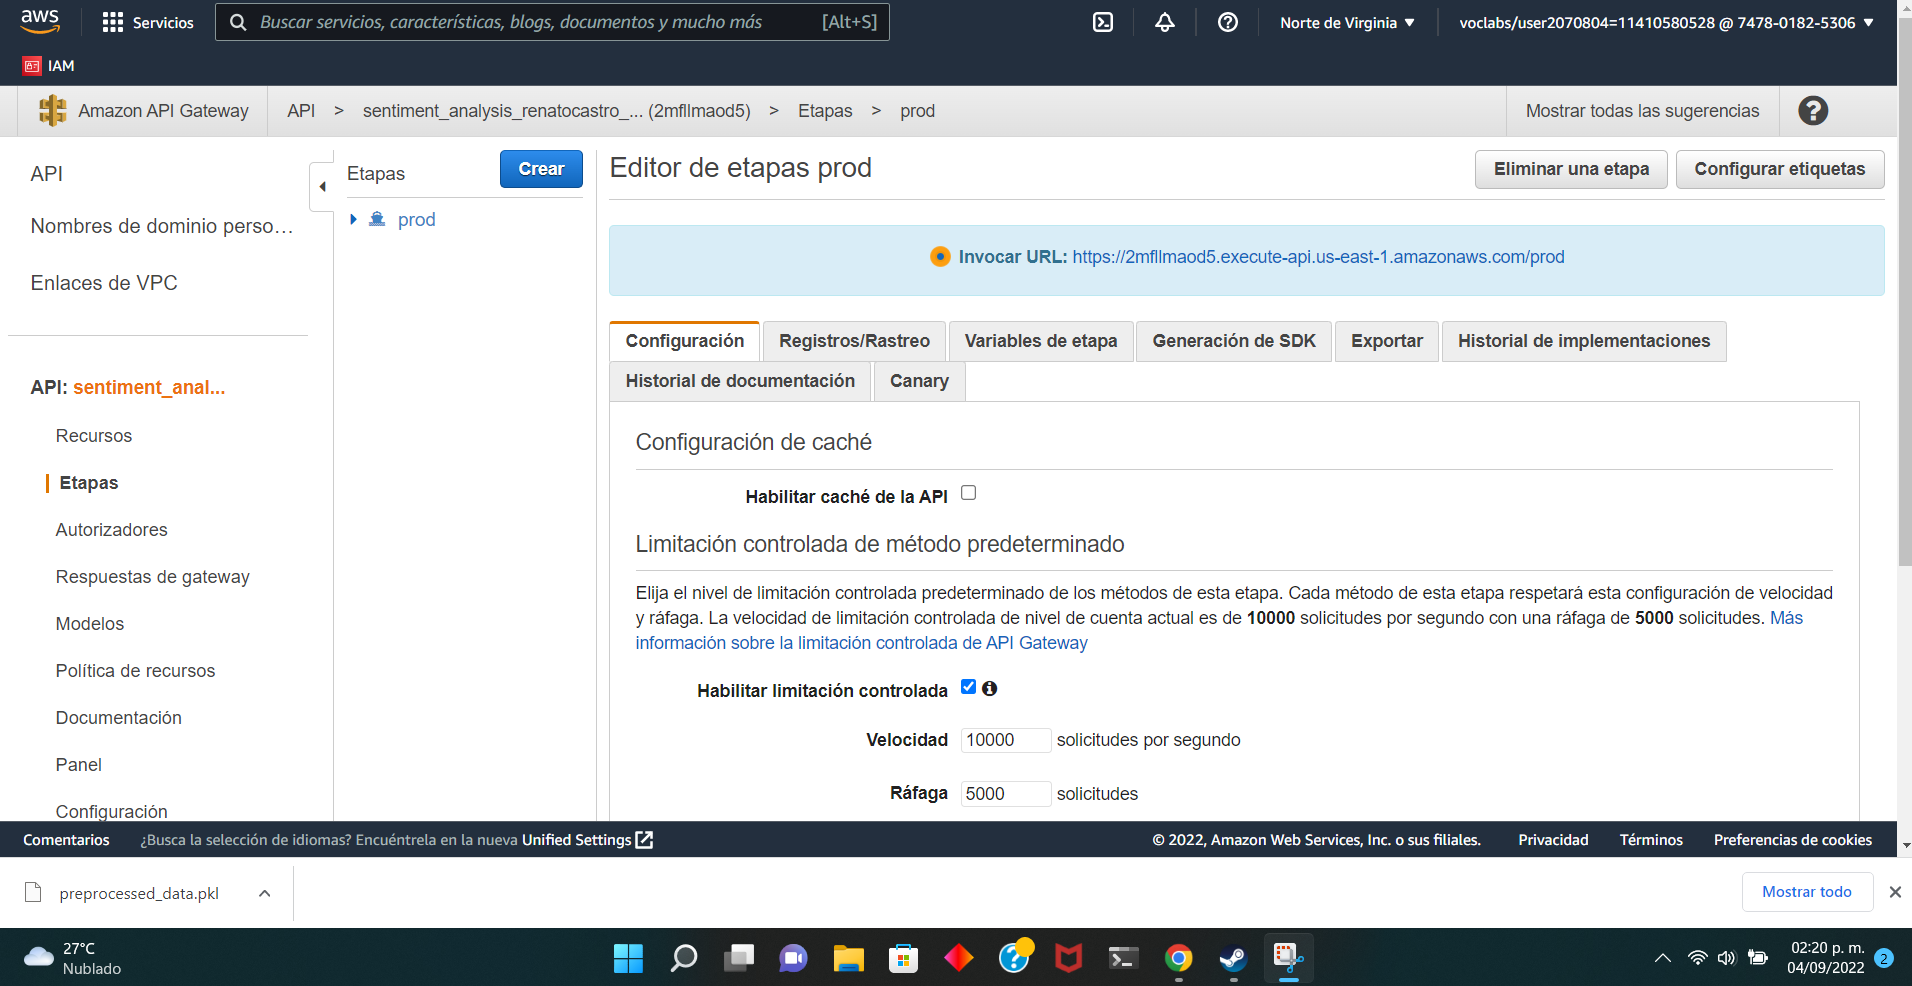 aws
Servicios
Buscar servicios, características, blogs, documentos y mucho más [Alt+S]
Norte de Virginia
voclabs/user2070804=11410580528 @ 7478-0182-5306
IAM
Amazon API Gateway
API > sentiment_analysis_renatocastro_... (2mfllmaod5) > Etapas > prod
Mostrar todas las sugerencias
API
Nombres de dominio perso...
Enlaces de VPC
API: sentiment_anal...
Recursos
Etapas
Autorizadores
Respuestas de gateway
Modelos
Política de recursos
Documentación
Panel
Configuración
Etapas
Crear
prod
Editor de etapas prod
Eliminar una etapa
Configurar etiquetas
Invocar URL: https://2mfllmaod5.execute-api.us-east-1.amazonaws.com/prod
Configuración
Registros/Rastreo
Variables de etapa
Generación de SDK
Exportar
Historial de implementaciones
Historial de documentación
Canary
Configuración de caché
Habilitar caché de la API
Limitación controlada de método predeterminado
Elija el nivel de limitación controlada predeterminado de los métodos de esta etapa. Cada método de esta etapa respetará esta configuración de velocidad
y ráfaga. La velocidad de limitación controlada de nivel de cuenta actual es de 10000 solicitudes por segundo con una ráfaga de 5000 solicitudes. Más
información sobre la limitación controlada de API Gateway
Habilitar limitación controlada
Velocidad 10000 solicitudes por segundo
Ráfaga 5000 solicitudes
Comentarios
¿Busca la selección de idiomas? Encuéntrela en la nueva Unified Settings
© 2022, Amazon Web Services, Inc. o sus filiales.
Privacidad
Términos
Preferencias de cookies
preprocessed_data.pkl
Mostrar todo
27°C
Nublado
02:20 p. m.
04/09/2022
2